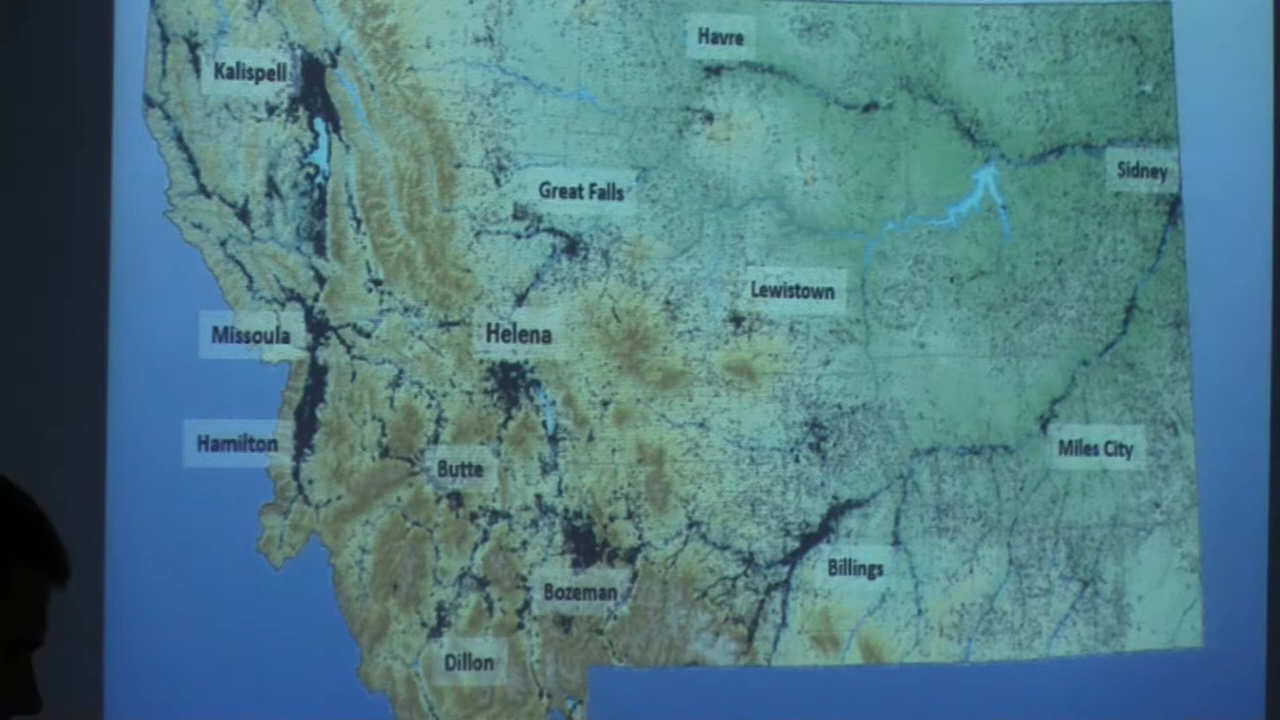 Havre
Kalispell
Sidney
Great Falls
Lewistown
Missoula
Helena
Hamilton
Miles City
Butte
Billings
Bozeman
Dillon